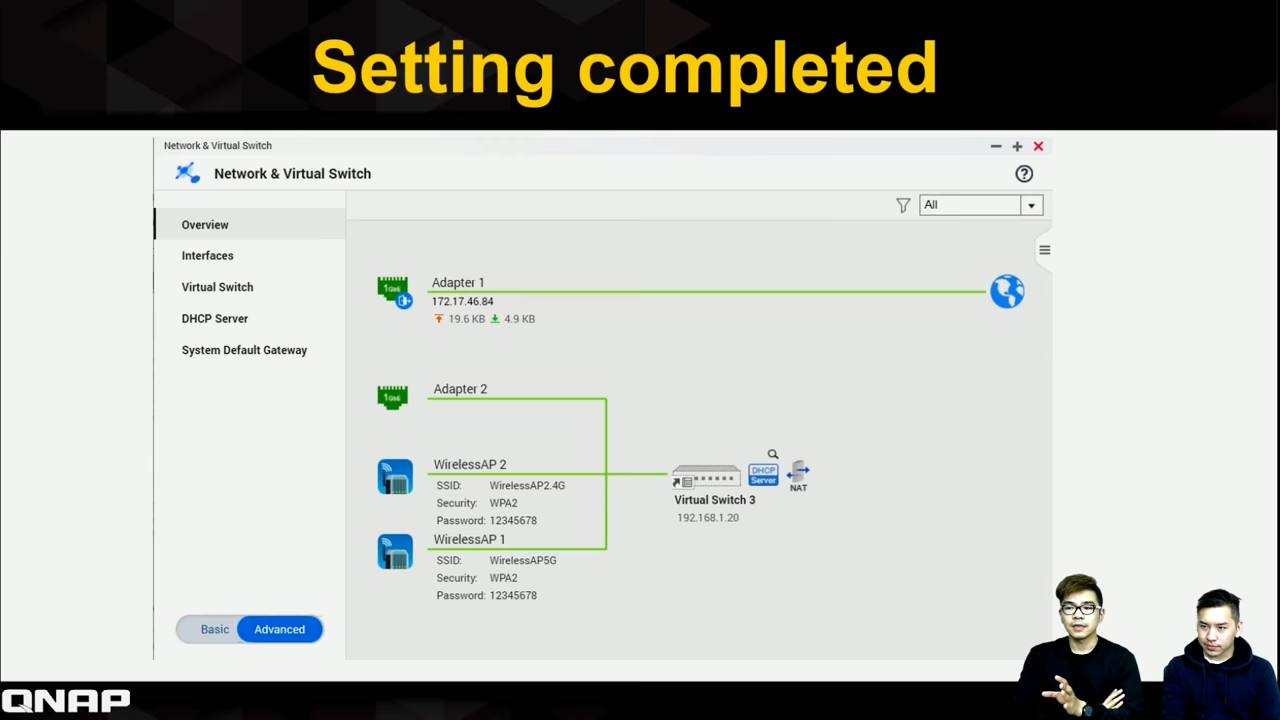 Setting completed
Network & Virtual Switch
Network & Virtual Switch
All
Overview
Interfaces
Virtual Switch
DHCP Server
System Default Gateway
1GbE
Adapter 1
172.17.46.84
19.6 KB 4.9 KB
1GbE
Adapter 2
WirelessAP 2
SSID: WirelessAP2.4G
Security: WPA2
Password: 12345678
WirelessAP 1
SSID: WirelessAP5G
Security: WPA2
Password: 12345678
DHCP
Server
NAT
Virtual Switch 3
192.168.1.20
Basic Advanced
QNAP